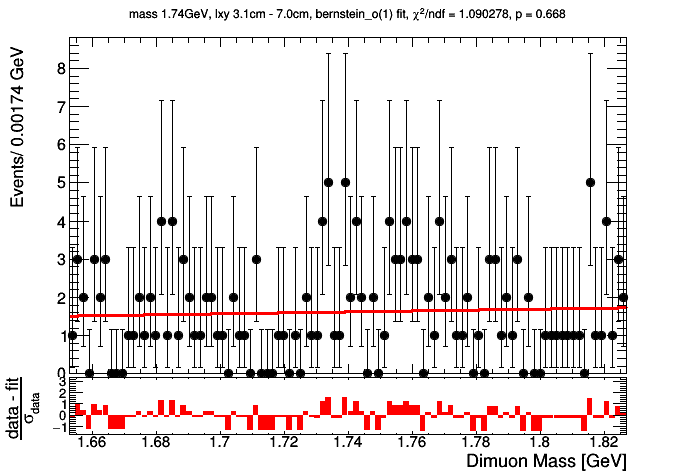 mass 1.74GeV, lxy 3.1cm - 7.0cm, bernstein_o(1) fit, χ²/ndf = 1.090278, p = 0.668
Events/ 0.00174 GeV
8
7
6
5
4
3
2
1
0
data - fit
σdata
3
2
1
0
−1
1.66 1.68 1.7 1.72 1.74 1.76 1.78 1.8 1.82
Dimuon Mass [GeV]